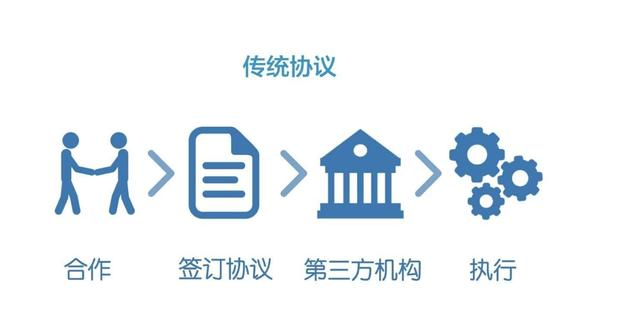 传统协议
合作
签订协议
第三方机构
执行